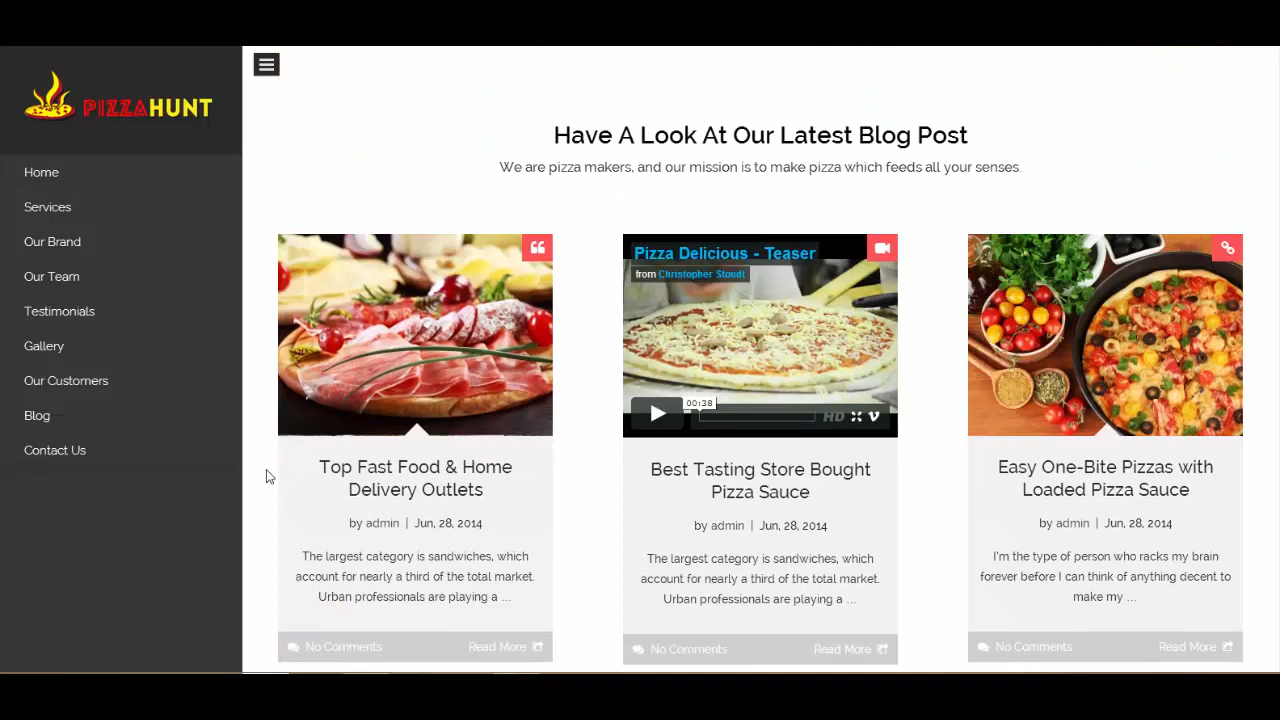 PIZZAHUNT
Home
Services
Our Brand
Our Team
Testimonials
Gallery
Our Customers
Blog
Contact Us
Have A Look At Our Latest Blog Post
We are pizza makers, and our mission is to make pizza which feeds all your senses.
Top Fast Food & Home
Delivery Outlets
by admin | Jun, 28, 2014
The largest category is sandwiches, which
account for nearly a third of the total market.
Urban professionals are playing a ...
No Comments Read More
Pizza Delicious - Teaser
from Christopher Stoudt
00:38
HD
Best Tasting Store Bought
Pizza Sauce
by admin | Jun, 28, 2014
The largest category is sandwiches, which
account for nearly a third of the total market.
Urban professionals are playing a ...
No Comments Read More
Easy One-Bite Pizzas with
Loaded Pizza Sauce
by admin | Jun, 28, 2014
I'm the type of person who racks my brain
forever before I can think of anything decent to
make my ...
No Comments Read More